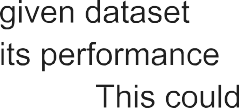 given dataset
its performance
This could